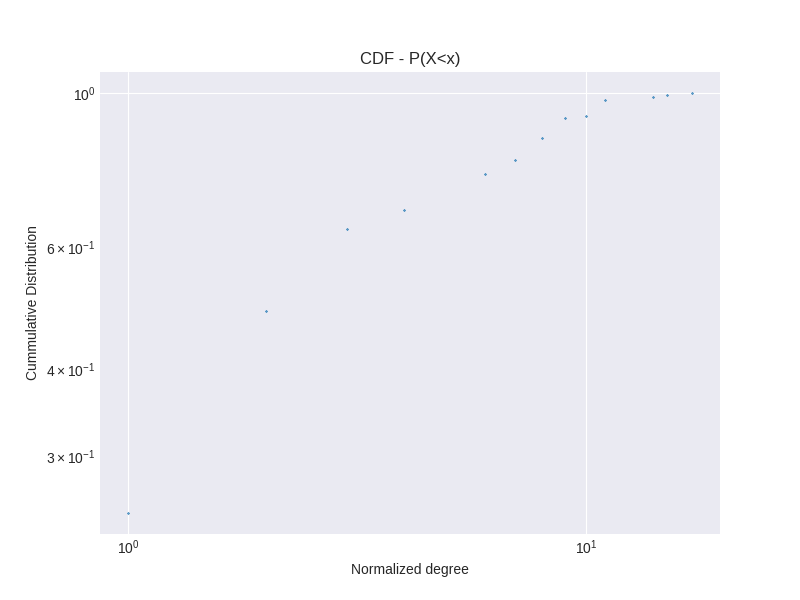 CDF - P(X<x)
10⁰
6 × 10⁻¹
4 × 10⁻¹
3 × 10⁻¹
Cummulative Distribution
10⁰ 10¹
Normalized degree